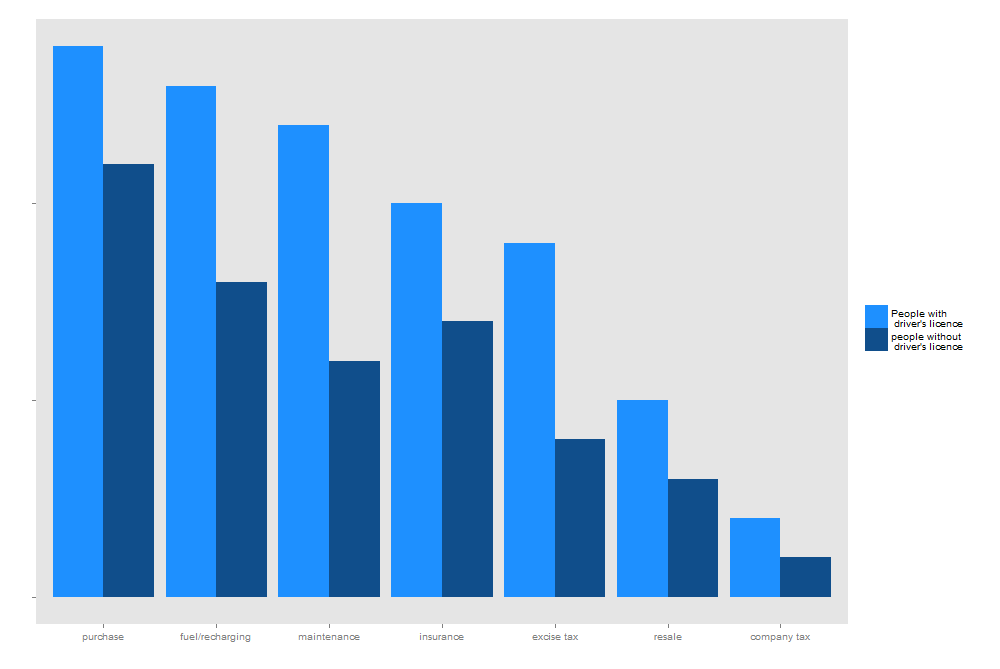 People with
driver's licence
people without
driver's licence
purchase
fuel/recharging
maintenance
insurance
excise tax
resale
company tax